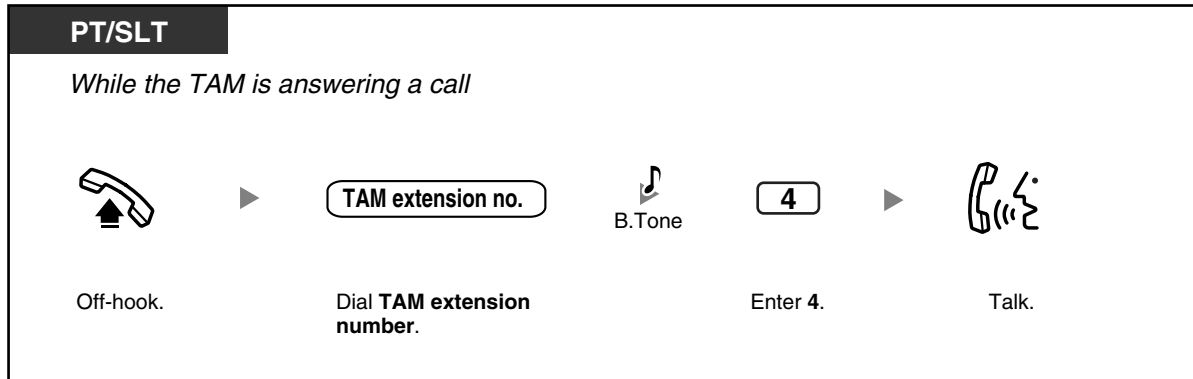 PT/SLT
While the TAM is answering a call
TAM extension no.
B.Tone
4
Off-hook.
Dial TAM extension
number.
Enter 4.
Talk.